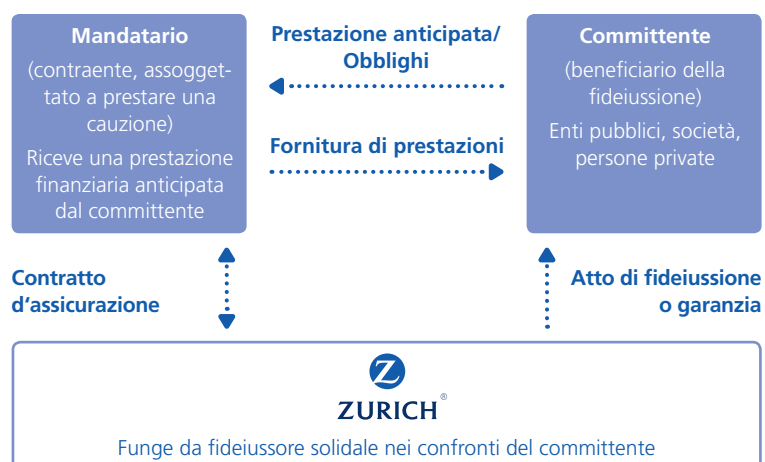 Mandatario
(contraente, assogget-
tato a prestare una
cauzione)
Riceve una prestazione
finanziaria anticipata
dal committente
Prestazione anticipata/
Obblighi
Fornitura di prestazioni
Committente
(beneficiario della
fideiussione)
Enti pubblici, società,
persone private
Contratto
d‘assicurazione
Atto di fideiussione
o garanzia
Z
ZURICH®
Funge da fideiussore solidale nei confronti del committente